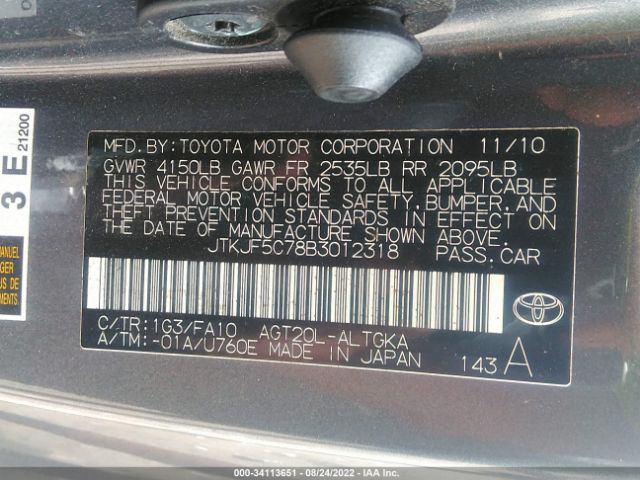 3 E 21200
MANUEL
MFD. BY:TOYOTA MOTOR CORPORATION 11/10
GVWR 4150LB GAWR FR 2535LB RR 2095LB
THIS VEHICLE CONFORMS TO ALL APPLICABLE
FEDERAL MOTOR VEHICLE SAFETY,BUMPER,AND
THEFT PREVENTION STANDARDS IN EFFECT ON
THE DATE OF MANUFACTURE SHOWN ABOVE.
JTKJF5C78B3012318 PASS.CAR
C/TR:1G3/FA10 AGT20L-ALTGKA
A/TM:-01A/U760E MADE IN JAPAN 143 A
000-34113651 - 08/24/2022 - IAA Inc.